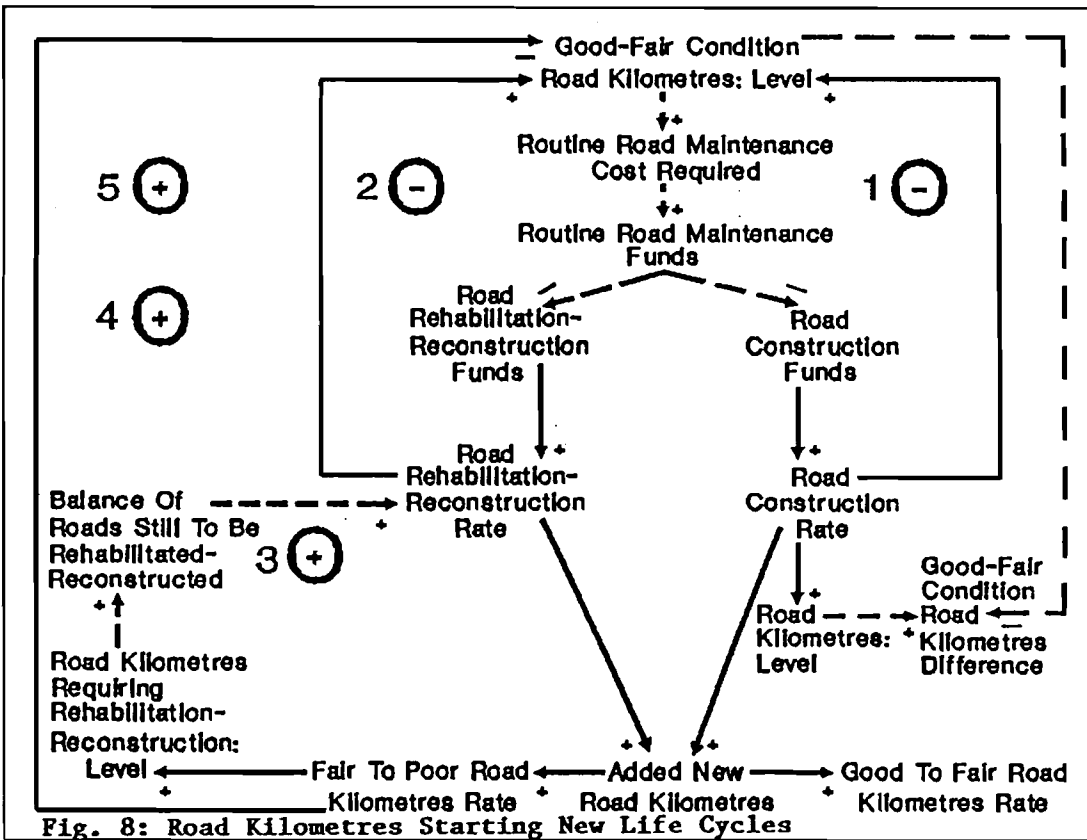 Good-Fair Condition
Road Kilometres: Level
Routine Road Maintenance
Cost Required
Routine Road Maintenance
Funds
5 +
2 -
1 -
4 +
Road
Rehabilitation-
Reconstruction
Funds
Road
Construction
Funds
Road
Rehabilitation-
Reconstruction
Rate
Road
Construction
Rate
Balance Of
Roads Still To Be
Rehabilitated-
Reconstructed
3 +
Good-Fair
Condition
Road
Kilometres
Difference
Road
Kilometres:
Level
Road Kilometres
Requiring
Rehabilitation-
Reconstruction:
Level
Fair To Poor Road
Kilometres Rate
Added New
Road Kilometres
Good To Fair Road
Kilometres Rate
Fig. 8: Road Kilometres Starting New Life Cycles